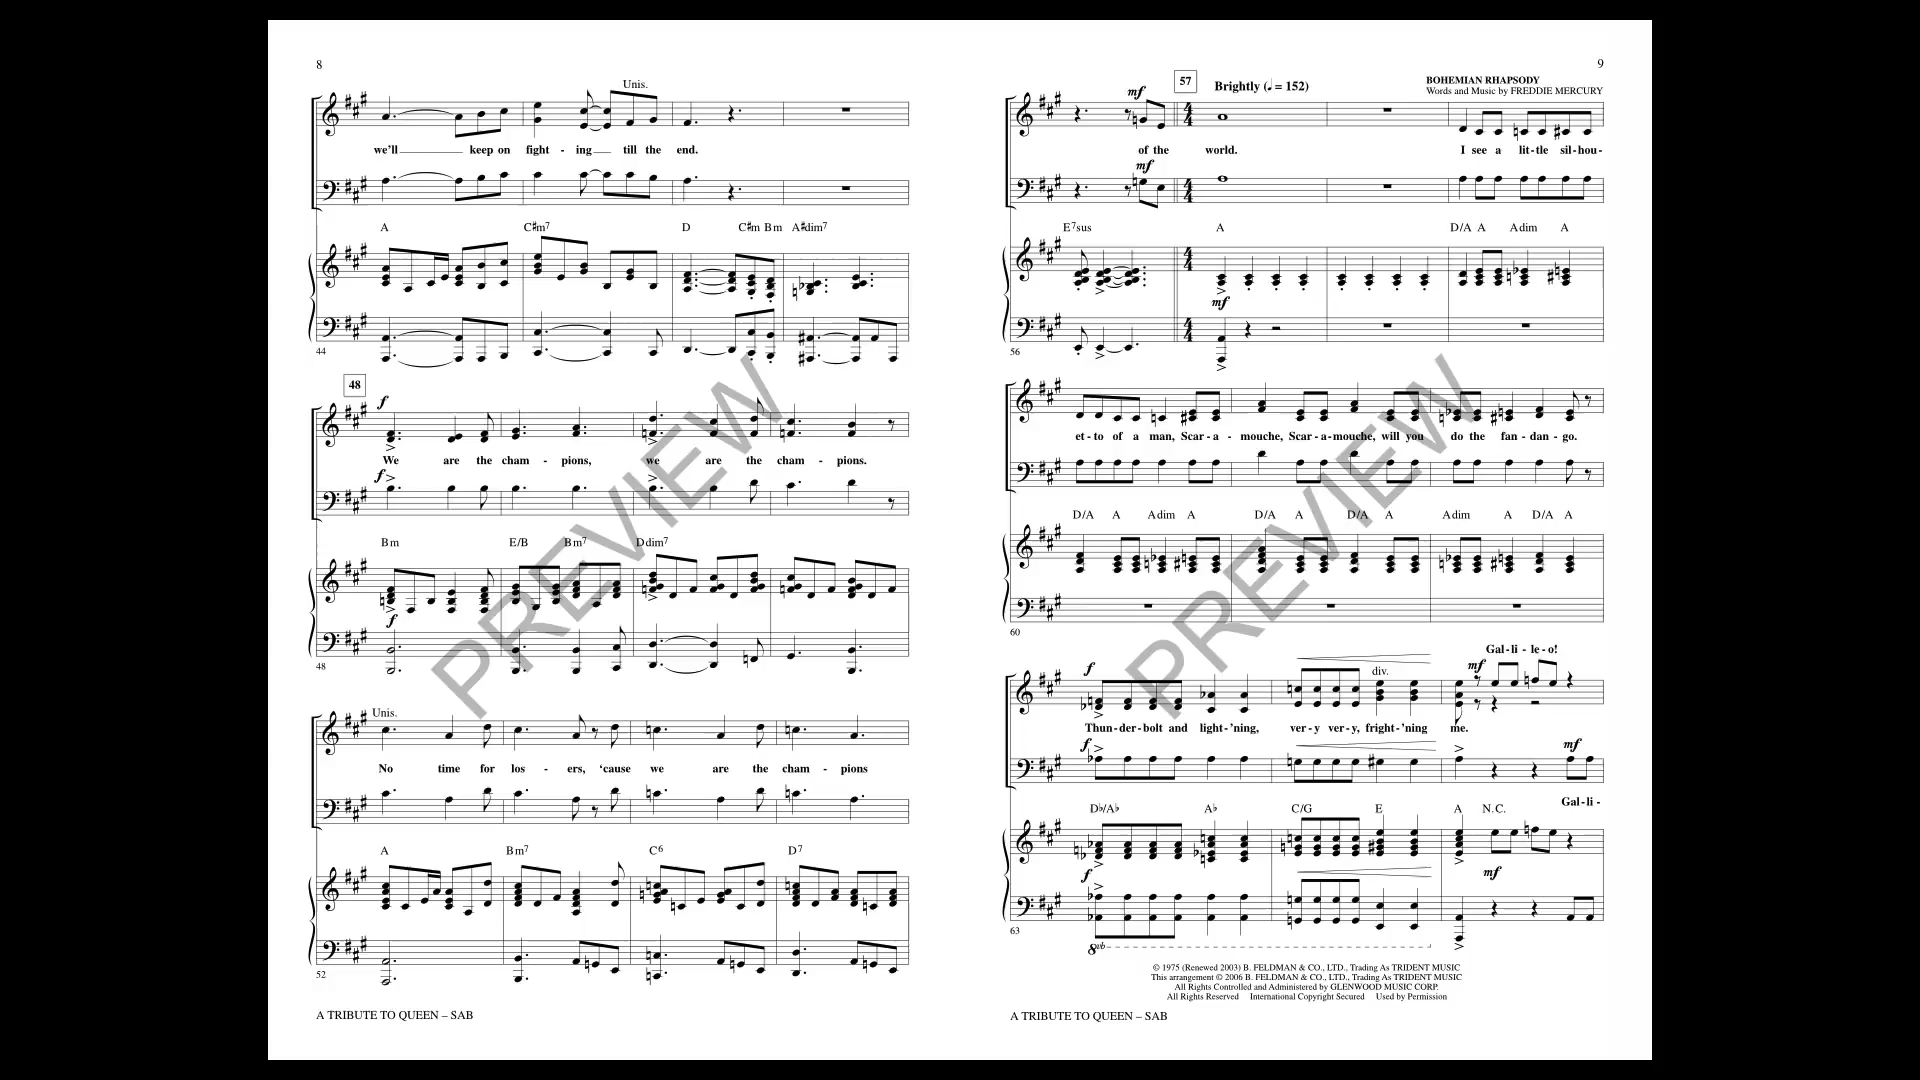 8
Unis.
we'll keep on fight - ing till the end.
A C♯m7 D C♯m Bm A♯dim7
44
48
f
We are the cham - pions, we are the cham - pions.
f
Bm E/B Bm7 Ddim7
f
48
Unis.
No time for los - ers, ‘cause we are the cham - pions
A Bm7 C6 D7
52
A TRIBUTE TO QUEEN – SAB
9
57 Brightly (♩ = 152)
BOHEMIAN RHAPSODY
Words and Music by FREDDIE MERCURY
mf
of the world. I see a lit-tle sil-hou-
mf
E7sus A D/A A Adim A
mf
56
et-to of a man, Scar-a-mouche, Scar-a-mouche, will you do the fan-dan-go.
D/A A Adim A D/A A D/A A Adim A D/A A
60
Gal-li-le-o!
f div. mf
Thun-der-bolt and light-'ning, ver-y ver-y, fright-'ning me.
f mf
Gal-li-
D♭/A♭ A♭ C/G E A N.C.
f mf
63
8vb
© 1975 (Renewed 2003) B. FELDMAN & CO., LTD., Trading As TRIDENT MUSIC
This arrangement © 2006 B. FELDMAN & CO., LTD., Trading As TRIDENT MUSIC
All Rights Controlled and Administered by GLENWOOD MUSIC CORP.
All Rights Reserved International Copyright Secured Used by Permission
A TRIBUTE TO QUEEN – SAB
PREVIEW
PREVIEW